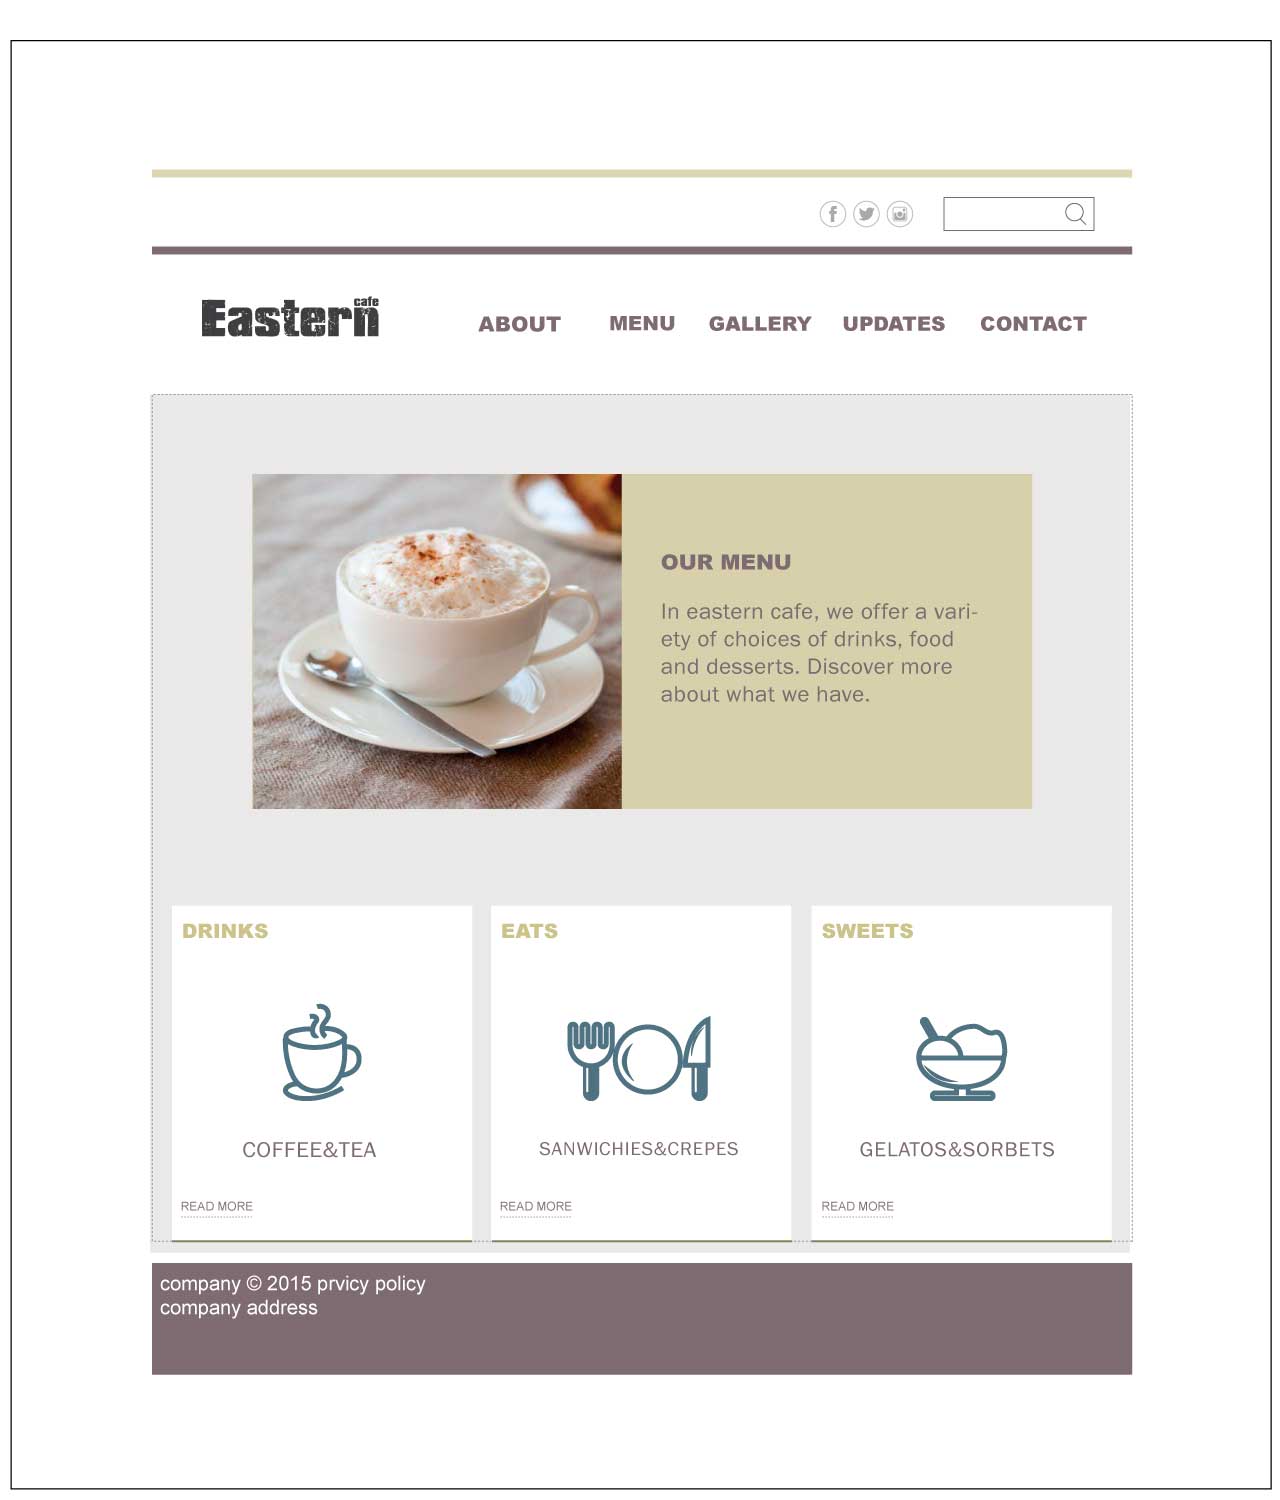 Eastern cafe
ABOUT MENU GALLERY UPDATES CONTACT
OUR MENU
In eastern cafe, we offer a vari-
ety of choices of drinks, food
and desserts. Discover more
about what we have.
DRINKS
COFFEE&TEA
READ MORE
EATS
SANWICHIES&CREPES
READ MORE
SWEETS
GELATOS&SORBETS
READ MORE
company © 2015 prvicy policy
company address